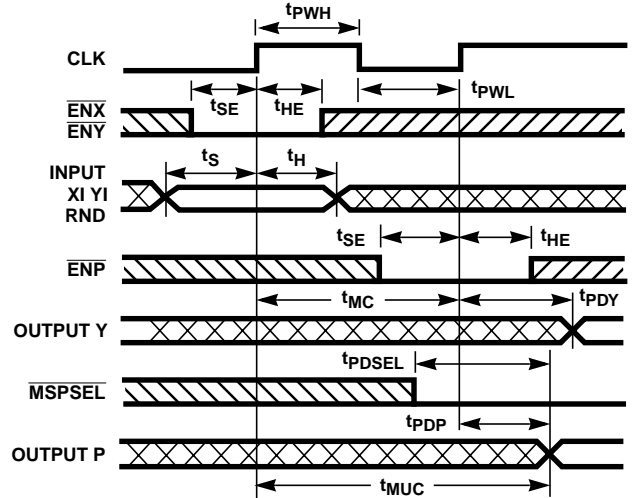 tPWH
CLK
tSE tHE tPWL
ENX
ENY
tS tH
INPUT
XI YI
RND
tSE tHE
ENP
tMC tPDY
OUTPUT Y
tPDSEL
MSPSEL
tPDP
OUTPUT P
tMUC